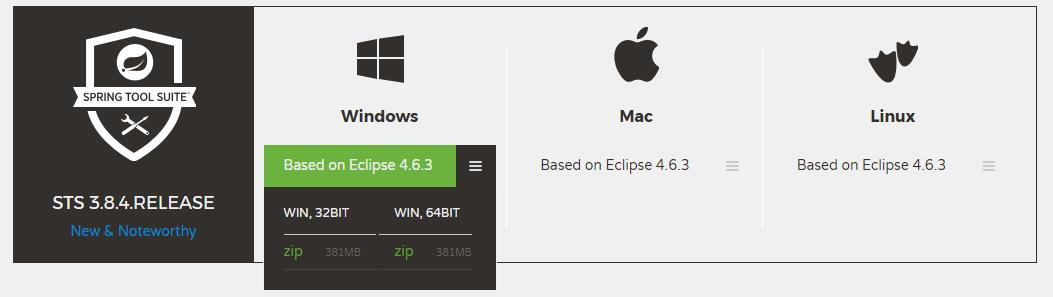 SPRING TOOL SUITE
STS 3.8.4.RELEASE
New & Noteworthy
Windows
Based on Eclipse 4.6.3
WIN, 32BIT
WIN, 64BIT
zip 381MB
zip 381MB
Mac
Based on Eclipse 4.6.3
Linux
Based on Eclipse 4.6.3